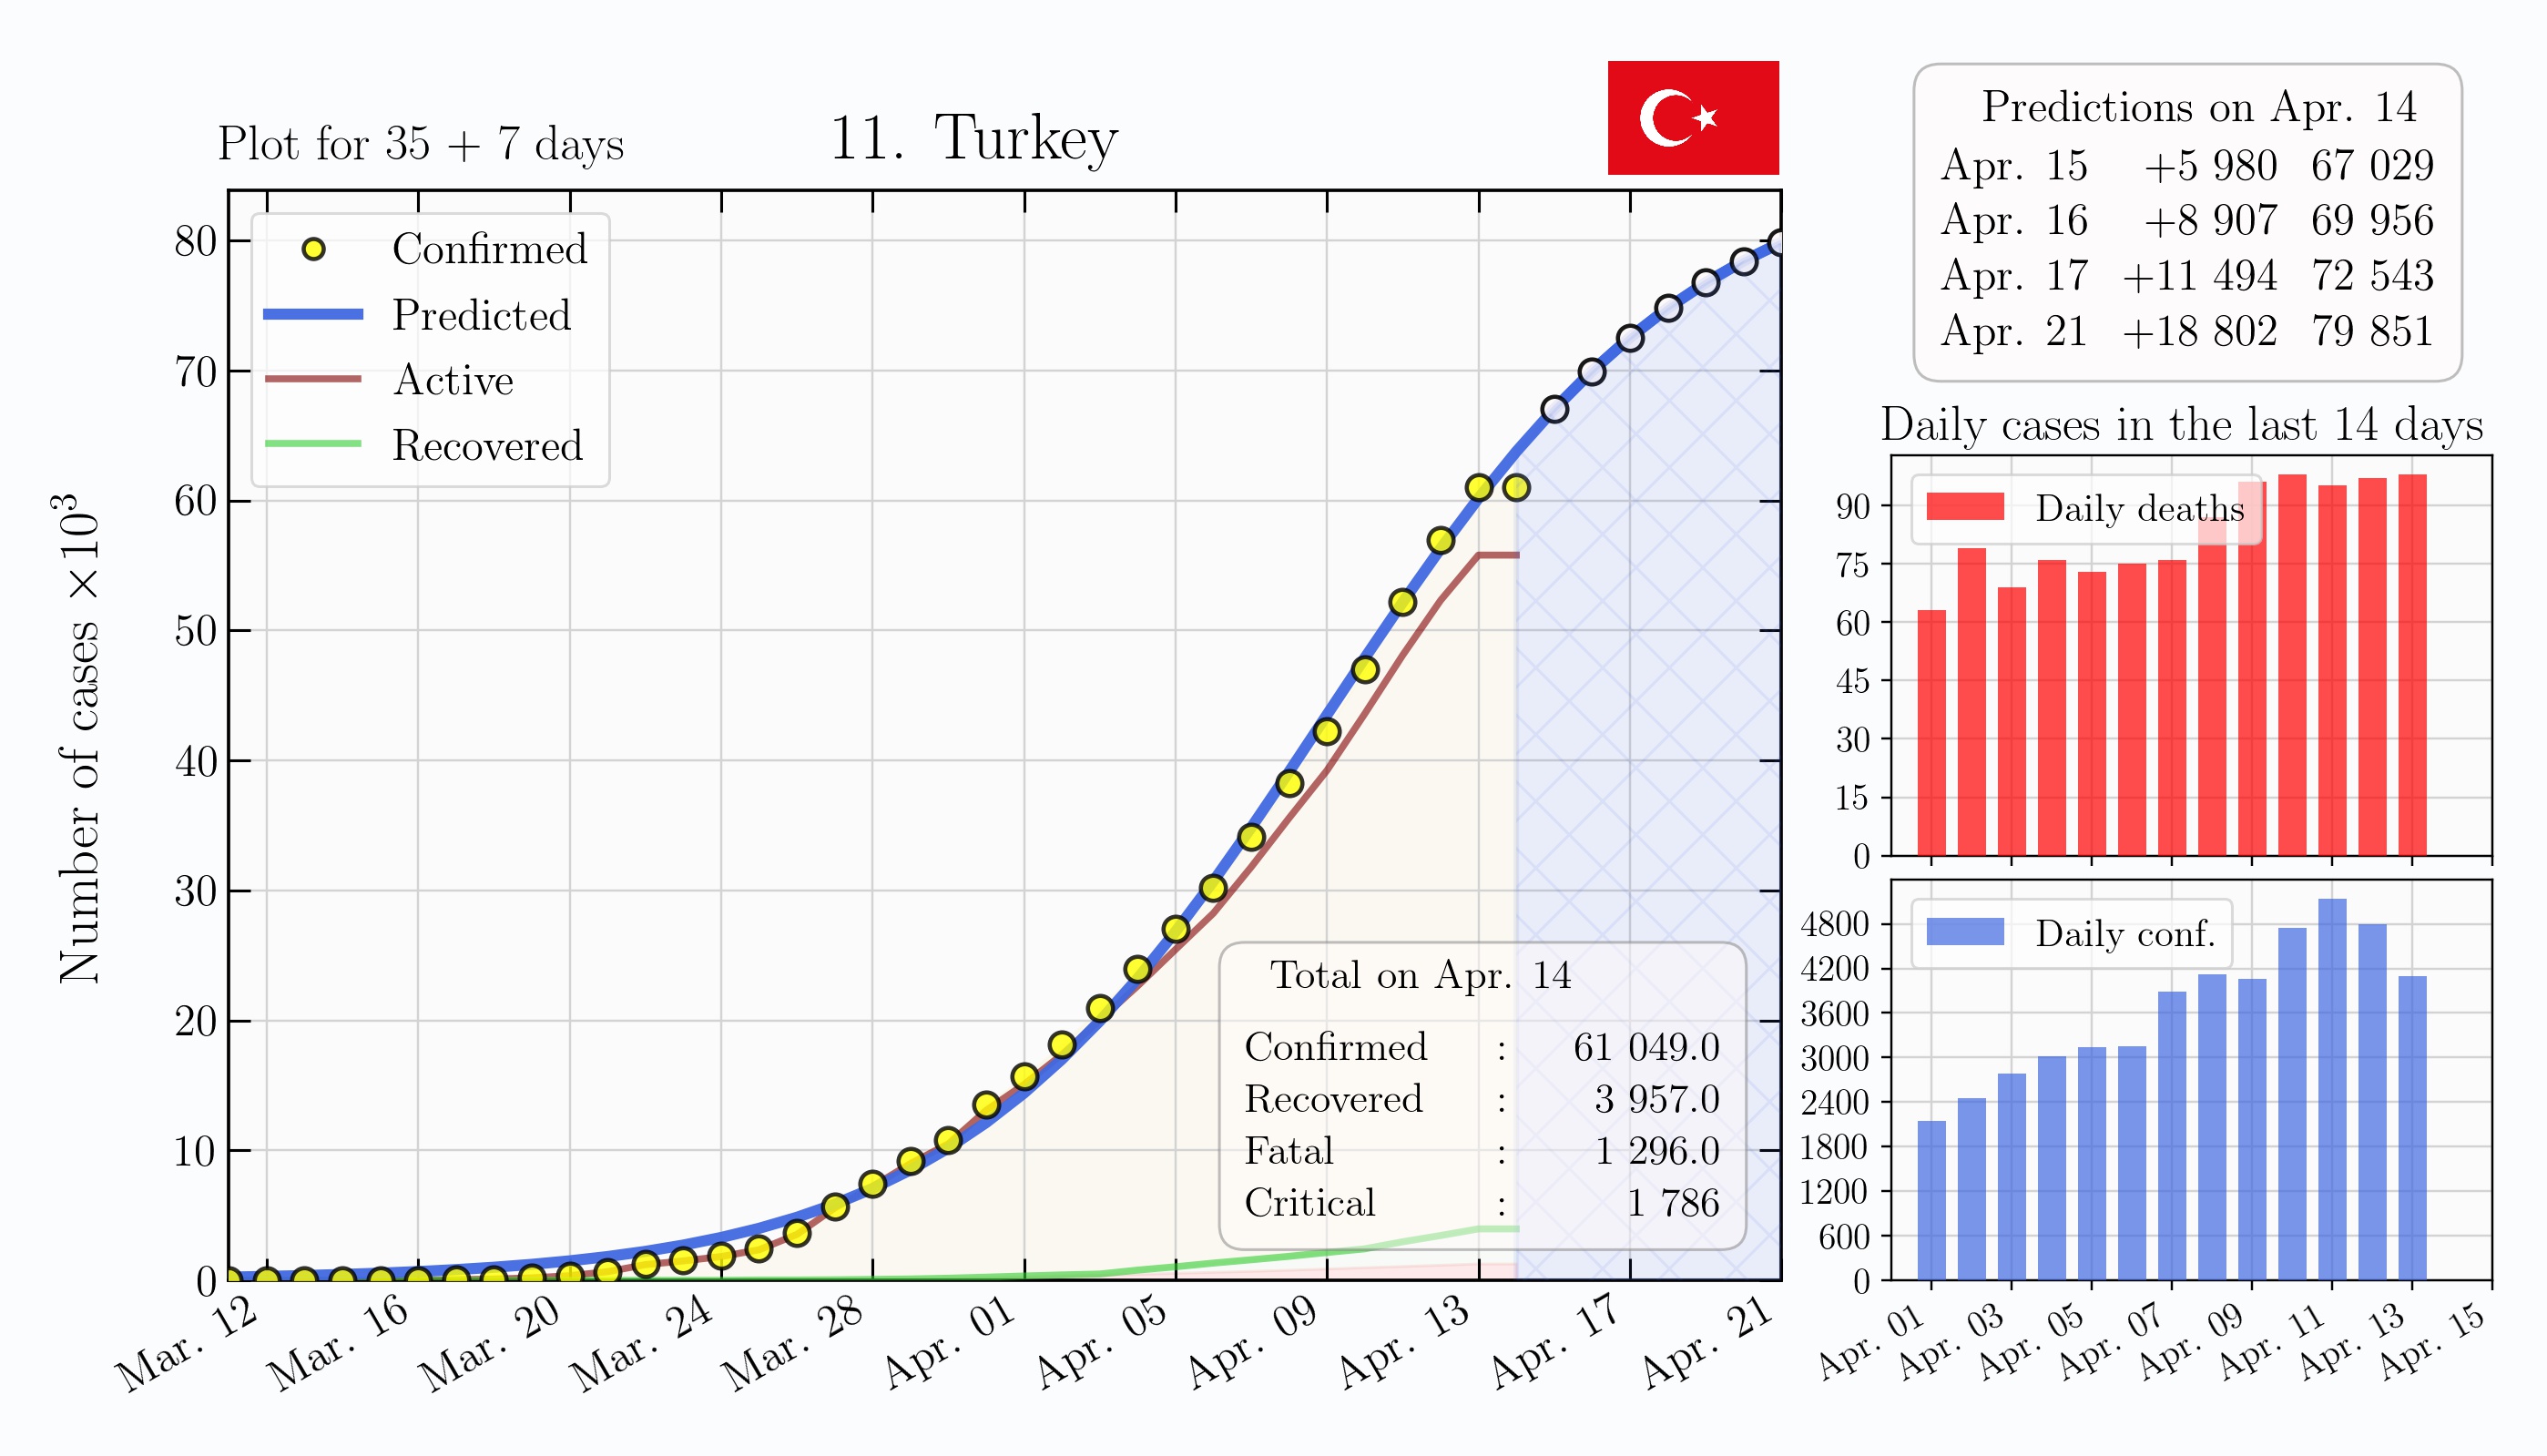 Plot for 35 + 7 days
11. Turkey
Number of cases ×10³
80
70
60
50
40
30
20
10
0
Confirmed
Predicted
Active
Recovered
Total on Apr. 14
Confirmed : 61 049.0
Recovered : 3 957.0
Fatal : 1 296.0
Critical : 1 786
Mar. 12
Mar. 16
Mar. 20
Mar. 24
Mar. 28
Apr. 01
Apr. 05
Apr. 09
Apr. 13
Apr. 17
Apr. 21
Predictions on Apr. 14
Apr. 15 +5 980 67 029
Apr. 16 +8 907 69 956
Apr. 17 +11 494 72 543
Apr. 21 +18 802 79 851
Daily cases in the last 14 days
Daily deaths
90
75
60
45
30
15
0
Daily conf.
4800
4200
3600
3000
2400
1800
1200
600
0
Apr. 01
Apr. 03
Apr. 05
Apr. 07
Apr. 09
Apr. 11
Apr. 13
Apr. 15